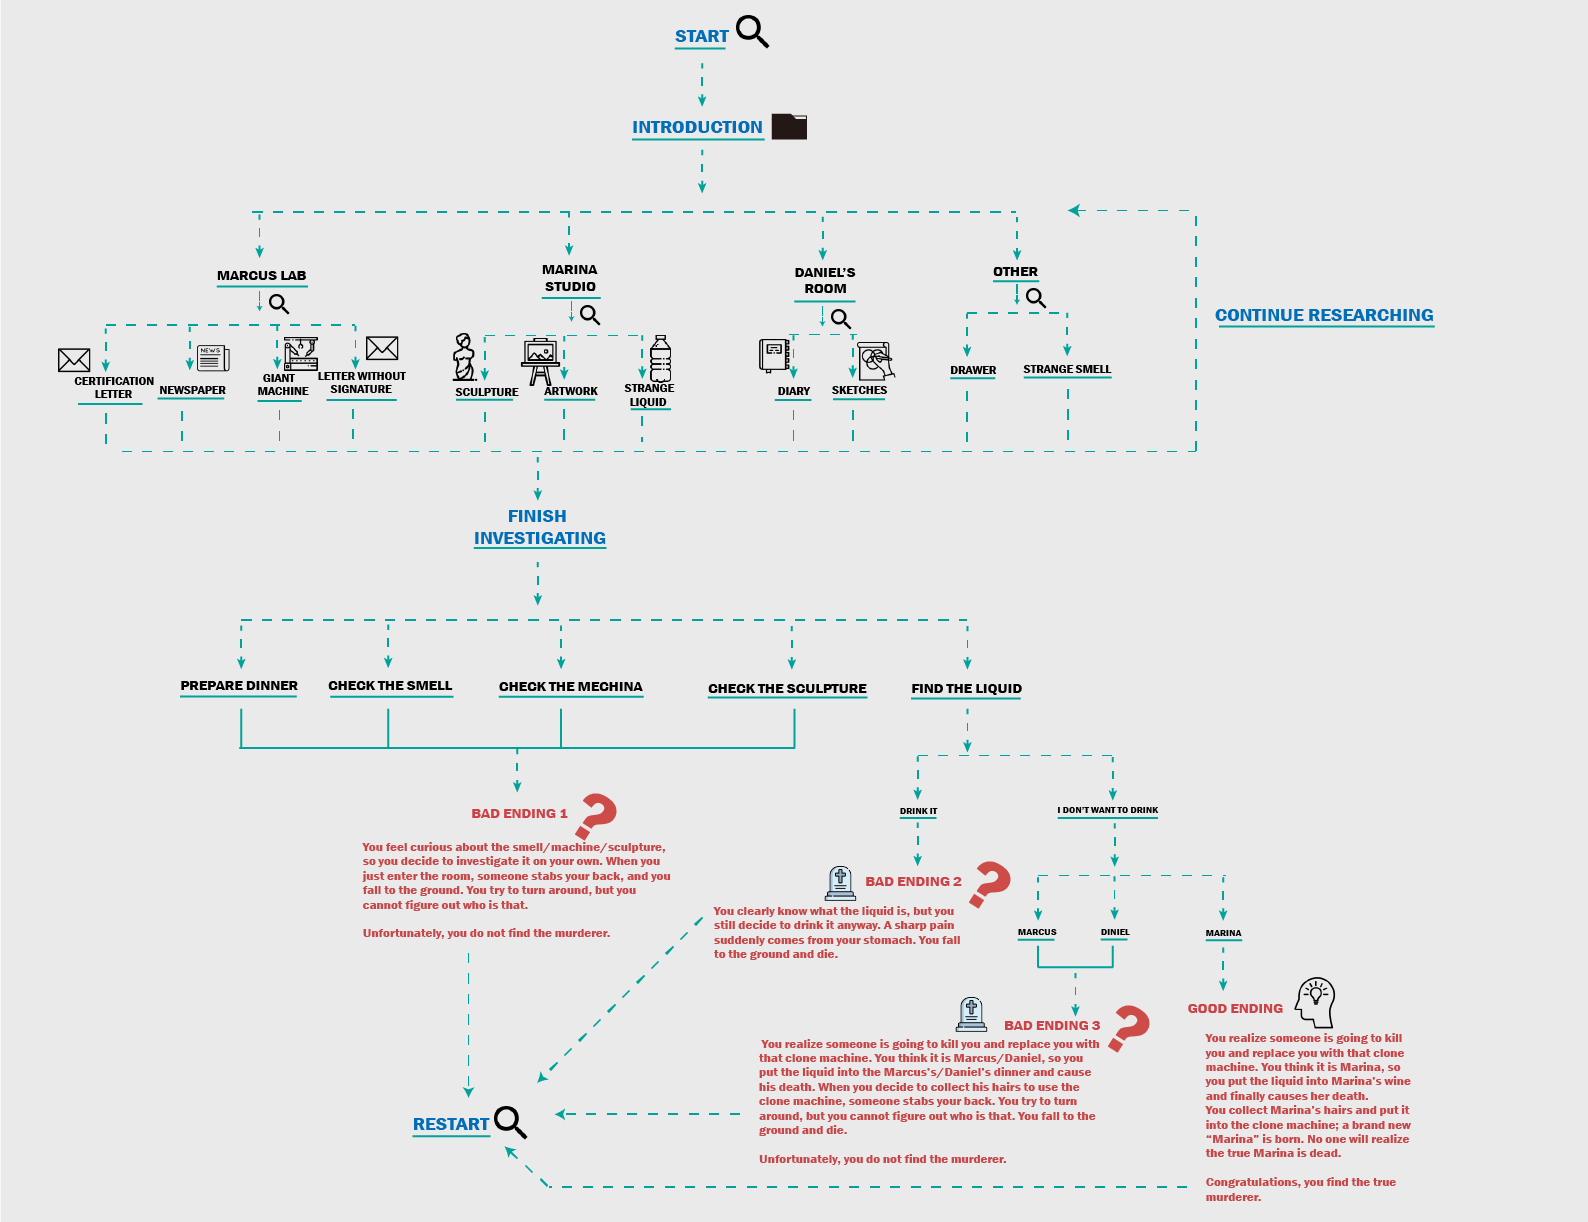 START
INTRODUCTION
MARCUS LAB
MARINA
STUDIO
DANIEL'S
ROOM
OTHER
CONTINUE RESEARCHING
CERTIFICATION
LETTER
NEWS
NEWSPAPER
GIANT
MACHINE
LETTER WITHOUT
SIGNATURE
SCULPTURE
ARTWORK
STRANGE
LIQUID
DIARY
SKETCHES
DRAWER
STRANGE SMELL
FINISH
INVESTIGATING
PREPARE DINNER
CHECK THE SMELL
CHECK THE MECHINA
CHECK THE SCULPTURE
FIND THE LIQUID
BAD ENDING 1 ?
You feel curious about the smell/machine/sculpture,
so you decide to investigate it on your own. When you
just enter the room, someone stabs your back, and you
fall to the ground. You try to turn around, but you
cannot figure out who is that.
Unfortunately, you do not find the murderer.
DRINK IT
I DON'T WANT TO DRINK
BAD ENDING 2 ?
You clearly know what the liquid is, but you
still decide to drink it anyway. A sharp pain
suddenly comes from your stomach. You fall
to the ground and die.
MARCUS
DINIEL
MARINA
BAD ENDING 3 ?
You realize someone is going to kill you and replace you with
that clone machine. You think it is Marcus/Daniel, so you
put the liquid into the Marcus's/Daniel's dinner and cause
his death. When you decide to collect his hairs to use the
clone machine, someone stabs your back. You try to turn
around, but you cannot figure out who is that. You fall to the
ground and die.
Unfortunately, you do not find the murderer.
GOOD ENDING
You realize someone is going to kill
you and replace you with that clone
machine. You think it is Marina, so
you put the liquid into Marina's wine
and finally causes her death.
You collect Marina's hairs and put it
into the clone machine; a brand new
"Marina" is born. No one will realize
the true Marina is dead.
Congratulations, you find the true
murderer.
RESTART